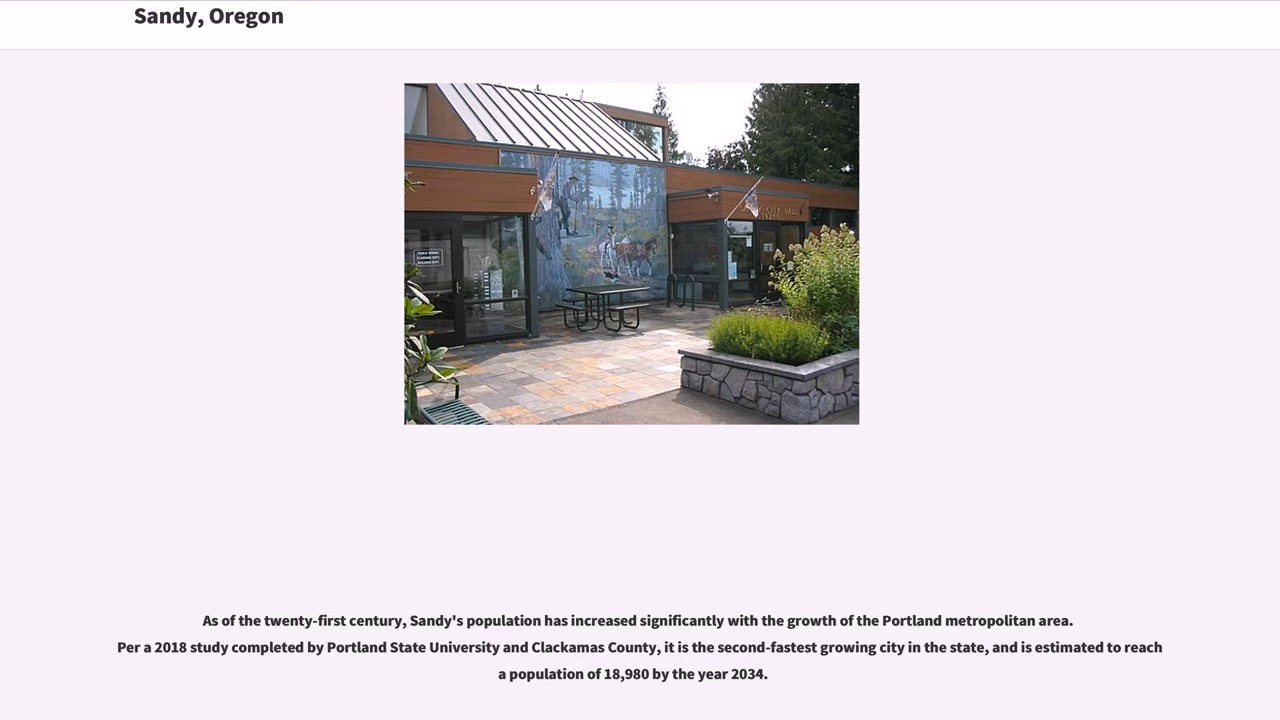 Sandy, Oregon
CITY HALL
As of the twenty-first century, Sandy's population has increased significantly with the growth of the Portland metropolitan area.
Per a 2018 study completed by Portland State University and Clackamas County, it is the second-fastest growing city in the state, and is estimated to reach
a population of 18,980 by the year 2034.